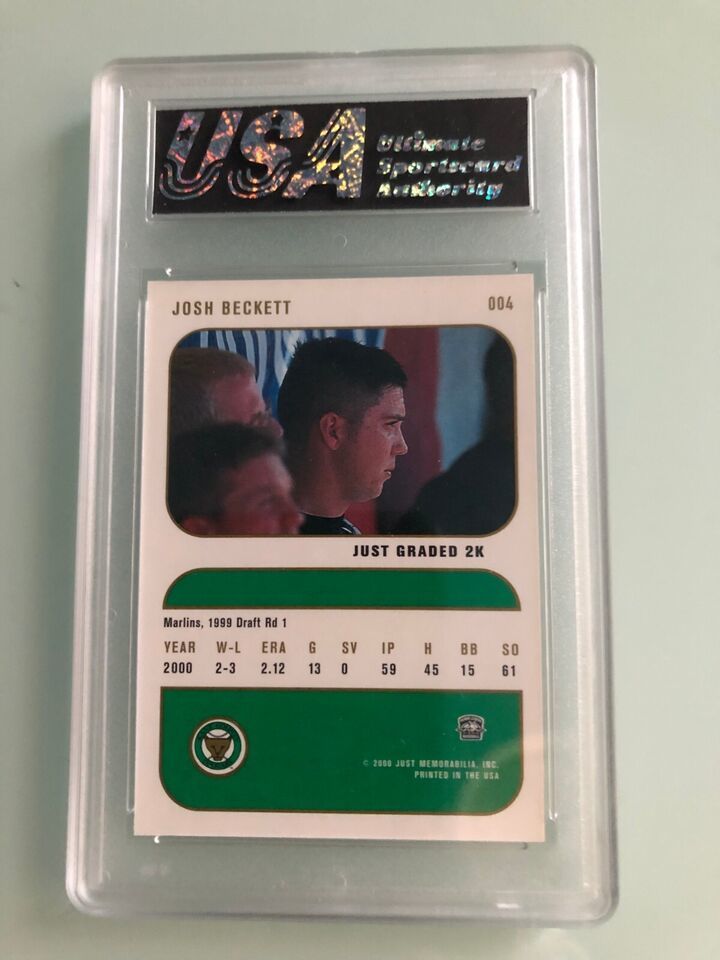 USA
Ultimate
Sportscard
Authority
JOSH BECKETT 004
JUST GRADED 2K
Marlins, 1999 Draft Rd 1
YEAR W-L ERA G SV IP H BB SO
2000 2-3 2.12 13 0 59 45 15 61
© 2000 JUST MEMORABILIA, INC.
PRINTED IN THE USA